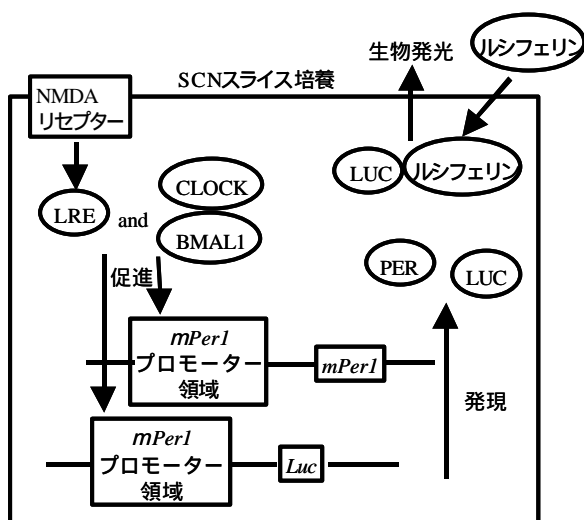 ルシフェリン
生物発光
SCNスライス培養
NMDA
リセプター
LUC
ルシフェリン
CLOCK
LRE
and
BMAL1
PER
LUC
促進
mPer1
プロモーター
領域
mPer1
発現
mPer1
プロモーター
領域
Luc